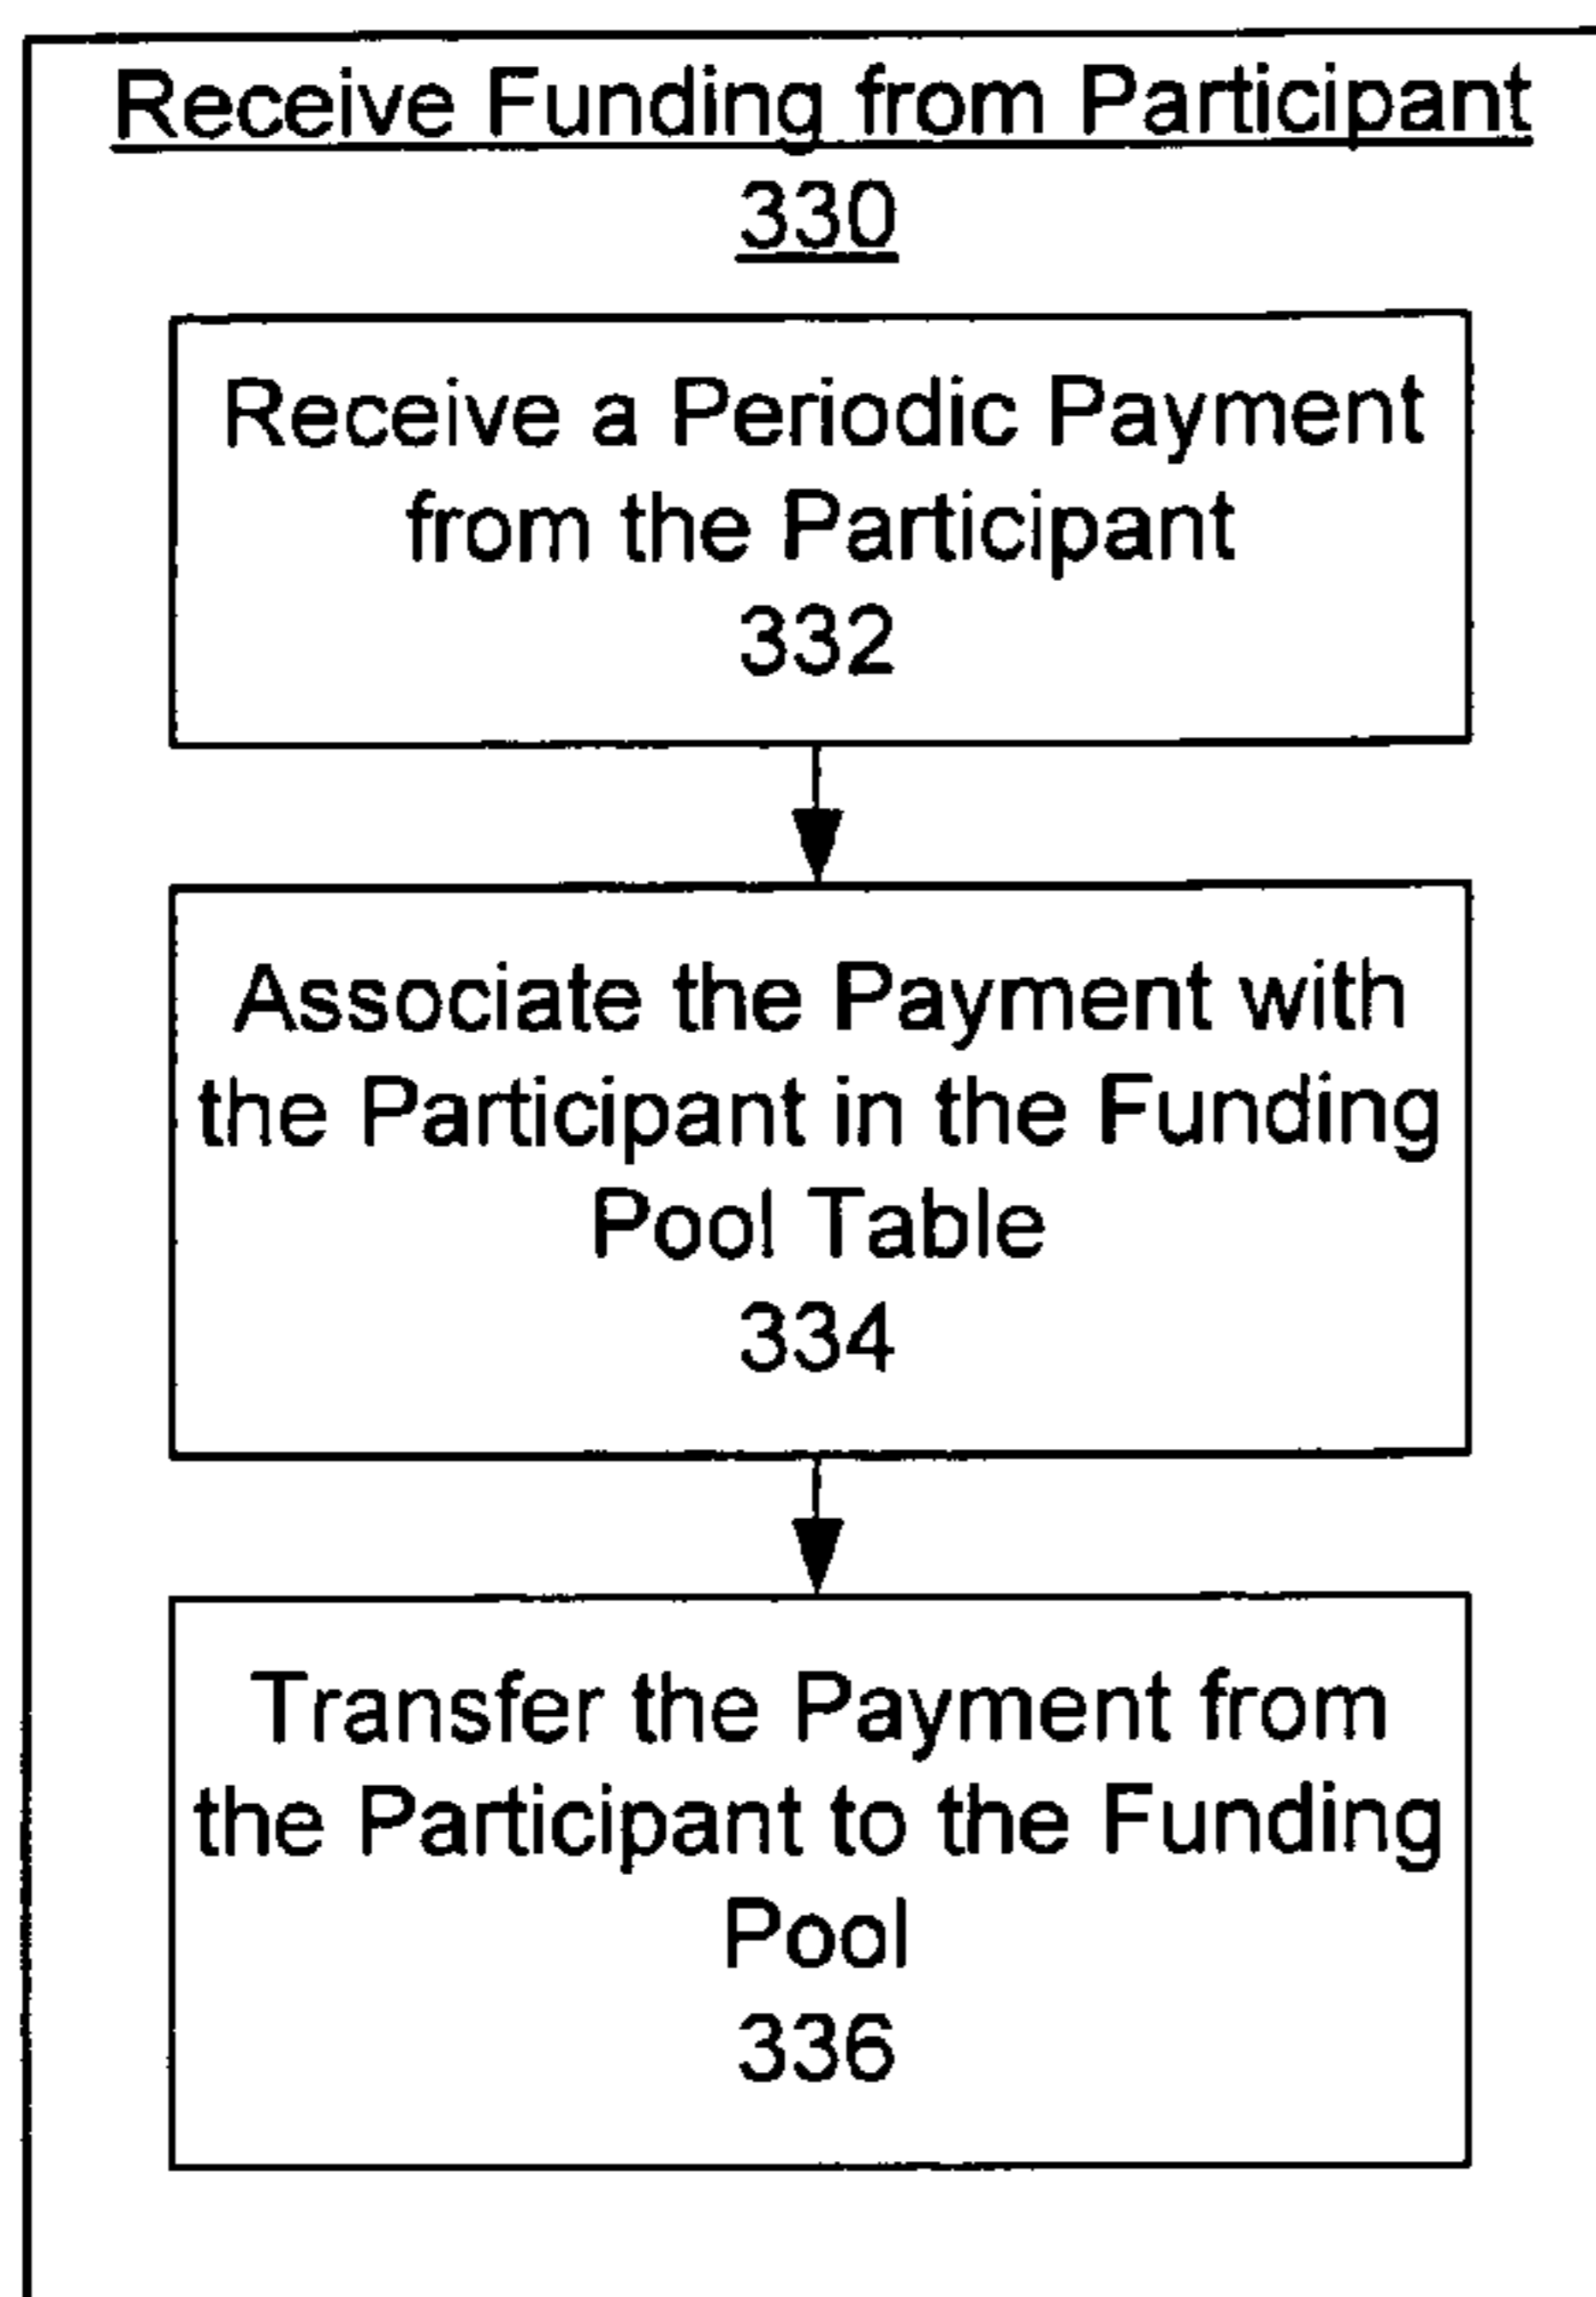 Receive Funding from Participant
330
Receive a Periodic Payment
from the Participant
332
Associate the Payment with
the Participant in the Funding
Pool Table
334
Transfer the Payment from
the Participant to the Funding
Pool
336